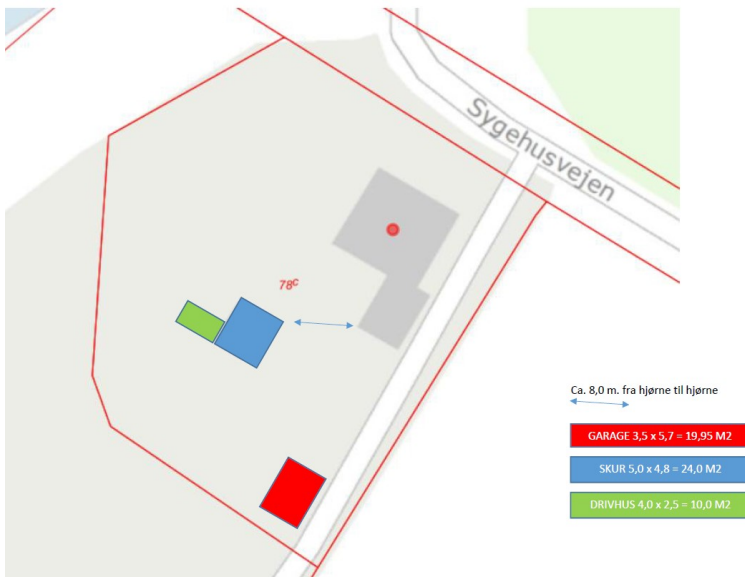 Sygehusvejen
78c
Ca. 8,0 m. fra hjørne til hjørne
GARAGE 3,5 x 5,7 = 19,95 M2
SKUR 5,0 x 4,8 = 24,0 M2
DRIVHUS 4,0 x 2,5 = 10,0 M2